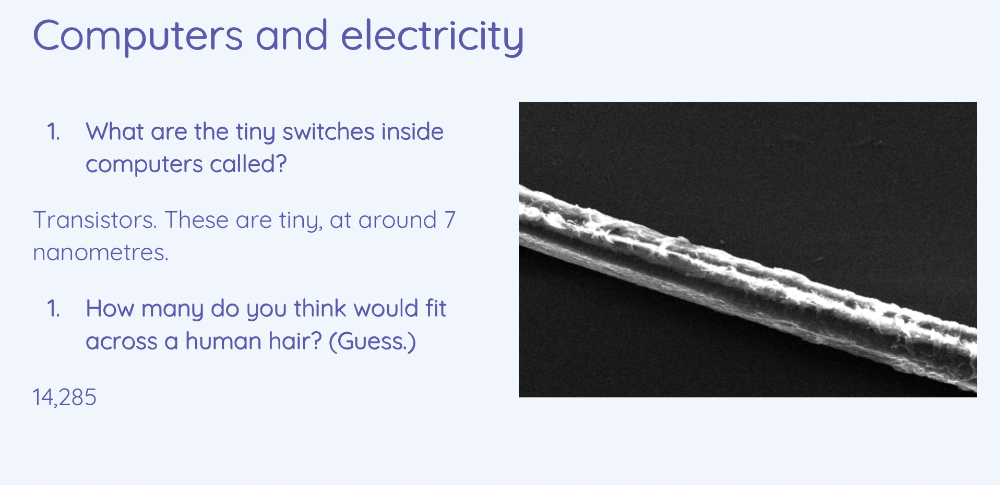 Computers and electricity
1. What are the tiny switches inside
computers called?
Transistors. These are tiny, at around 7
nanometres.
1. How many do you think would fit
across a human hair? (Guess.)
14,285